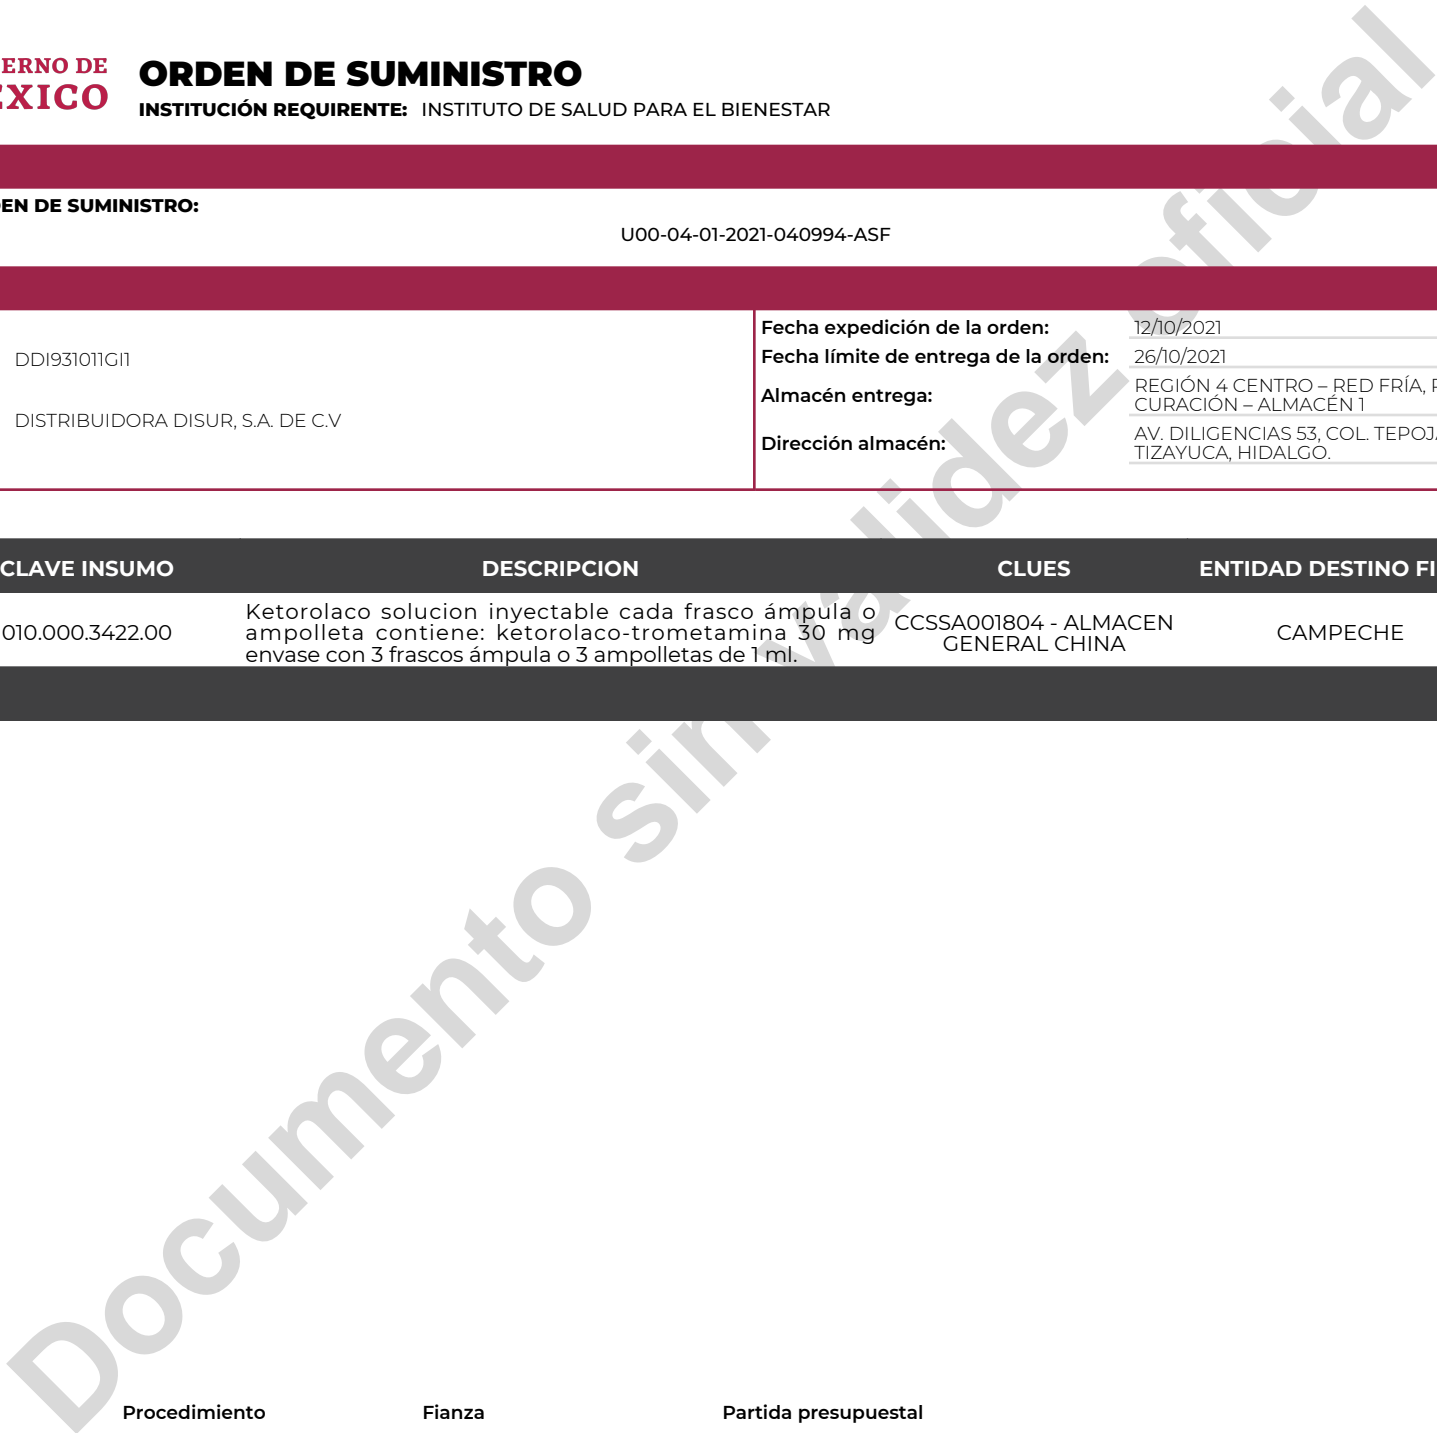 ERNO DE
ORDEN DE SUMINISTRO
XICO
INSTITUCIÓN REQUIRENTE: INSTITUTO DE SALUD PARA EL BIENESTAR
EN DE SUMINISTRO:
U00-04-01-2021-040994-ASF
DDI931011GI1
DISTRIBUIDORA DISUR, S.A. DE C.V
Fecha expedición de la orden: 12/10/2021
Fecha límite de entrega de la orden: 26/10/2021
Almacén entrega: REGIÓN 4 CENTRO – RED FRÍA,
CURACIÓN – ALMACÉN 1
Dirección almacén: AV. DILIGENCIAS 53, COL. TEPOJ
TIZAYUCA, HIDALGO.
CLAVE INSUMO DESCRIPCION CLUES ENTIDAD DESTINO FI
010.000.3422.00
Ketorolaco solucion inyectable cada frasco ámpula o
ampolleta contiene: ketorolaco-trometamina 30 mg
envase con 3 frascos ámpula o 3 ampolletas de 1 ml.
CCSSA001804 - ALMACEN
GENERAL CHINA
CAMPECHE
Documento sin validez oficial
Procedimiento Fianza Partida presupuestal